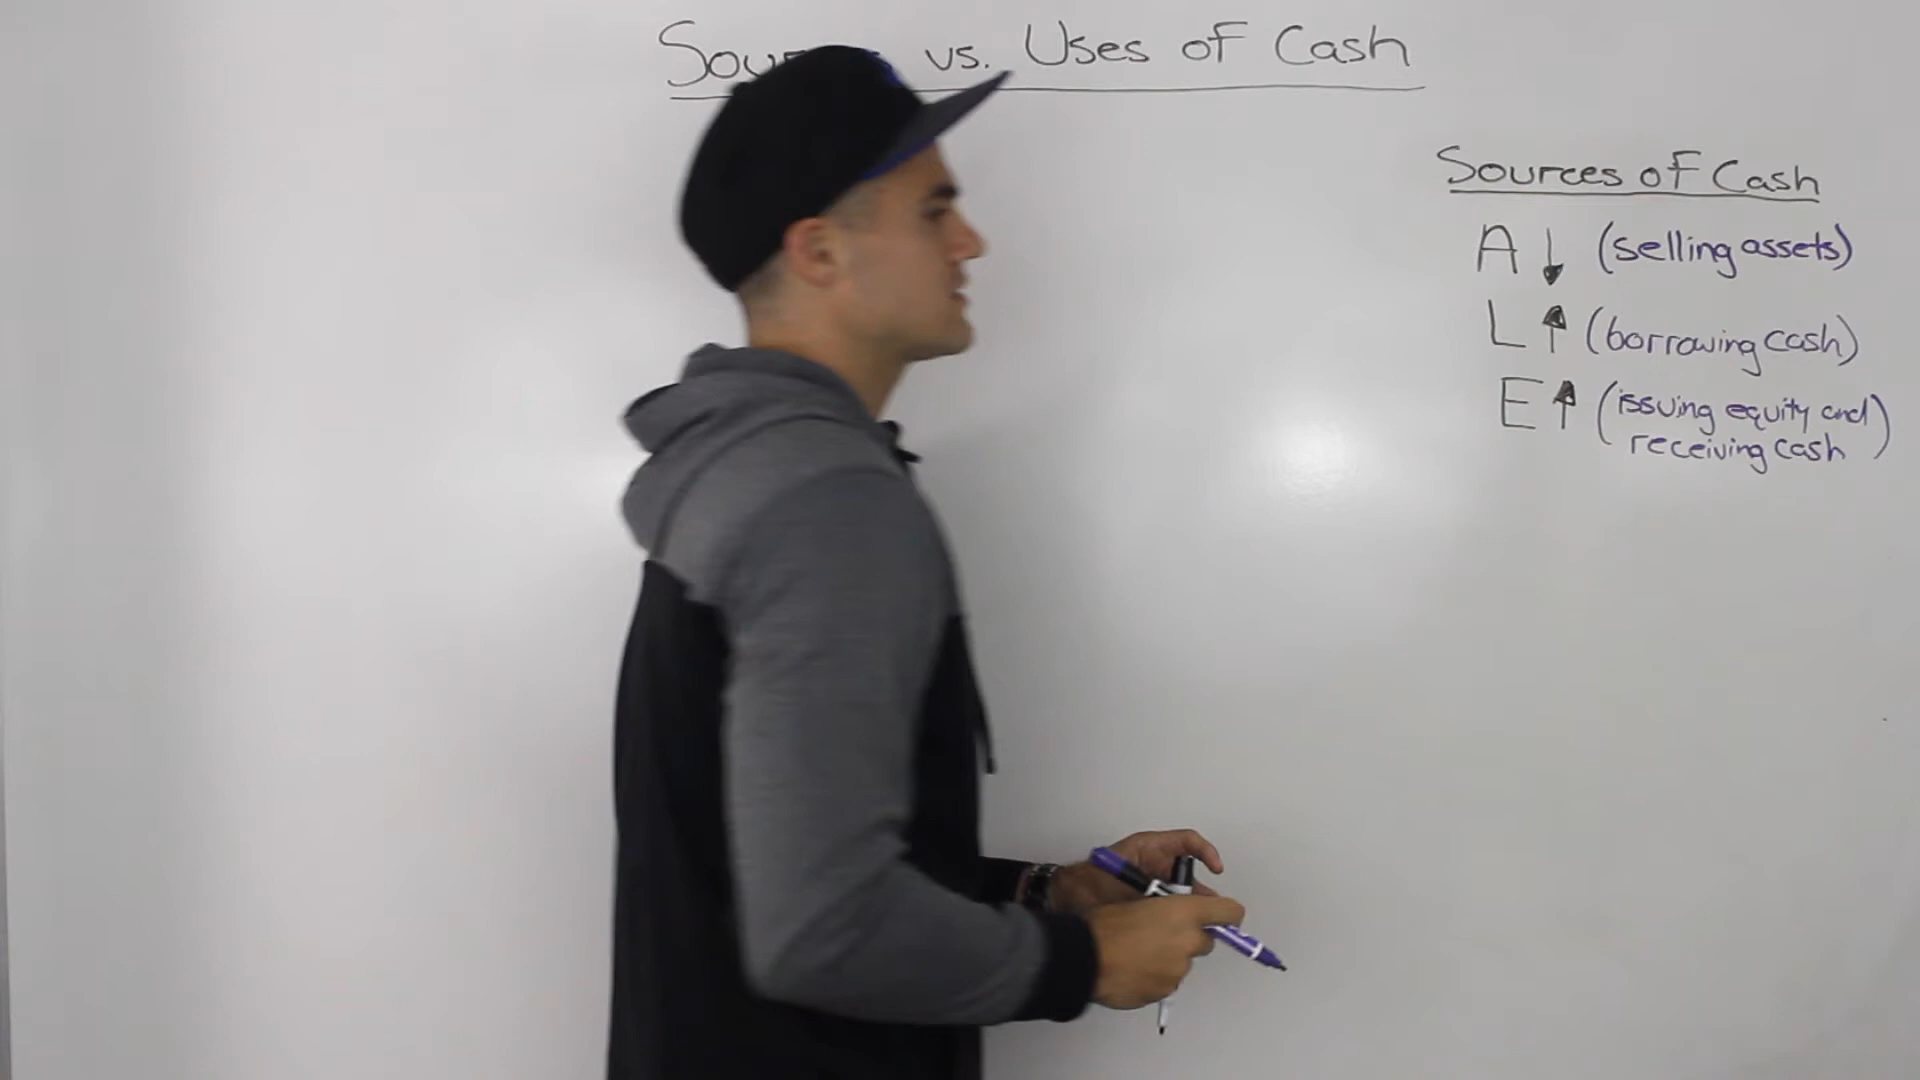 vs. Uses of Cash
Sources of Cash
A ↓ (selling assets)
L ↑ (borrowing cash)
E ↑ (issuing equity and
receiving cash)